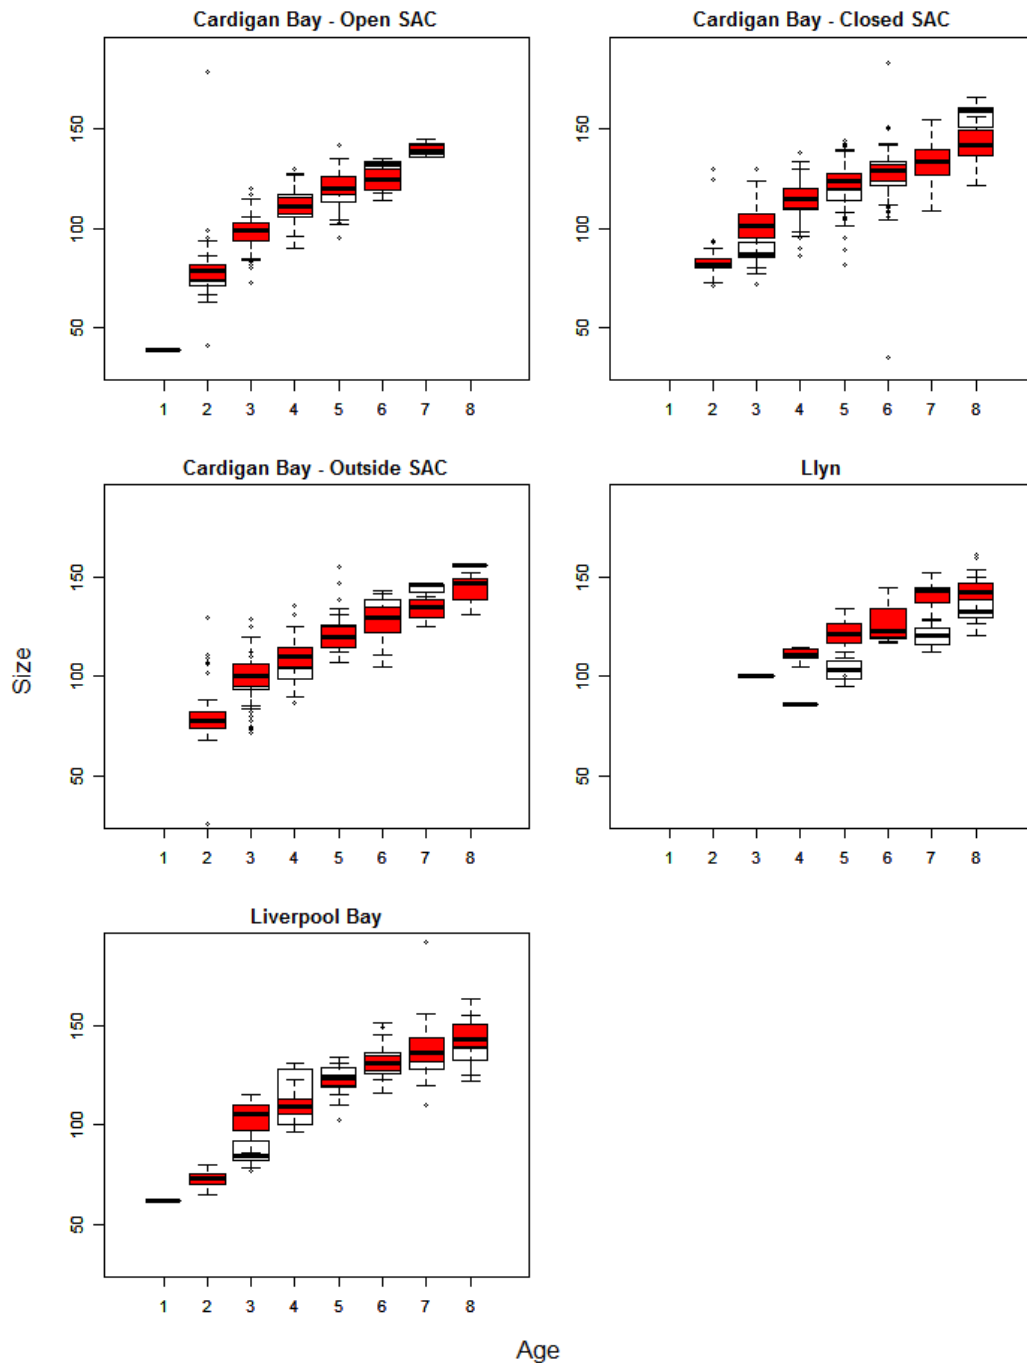 Cardigan Bay - Open SAC
150
100
50
1 2 3 4 5 6 7 8
Cardigan Bay - Closed SAC
150
100
50
1 2 3 4 5 6 7 8
Cardigan Bay - Outside SAC
150
100
50
1 2 3 4 5 6 7 8
Llyn
150
100
50
1 2 3 4 5 6 7 8
Size
Liverpool Bay
150
100
50
1 2 3 4 5 6 7 8
Age